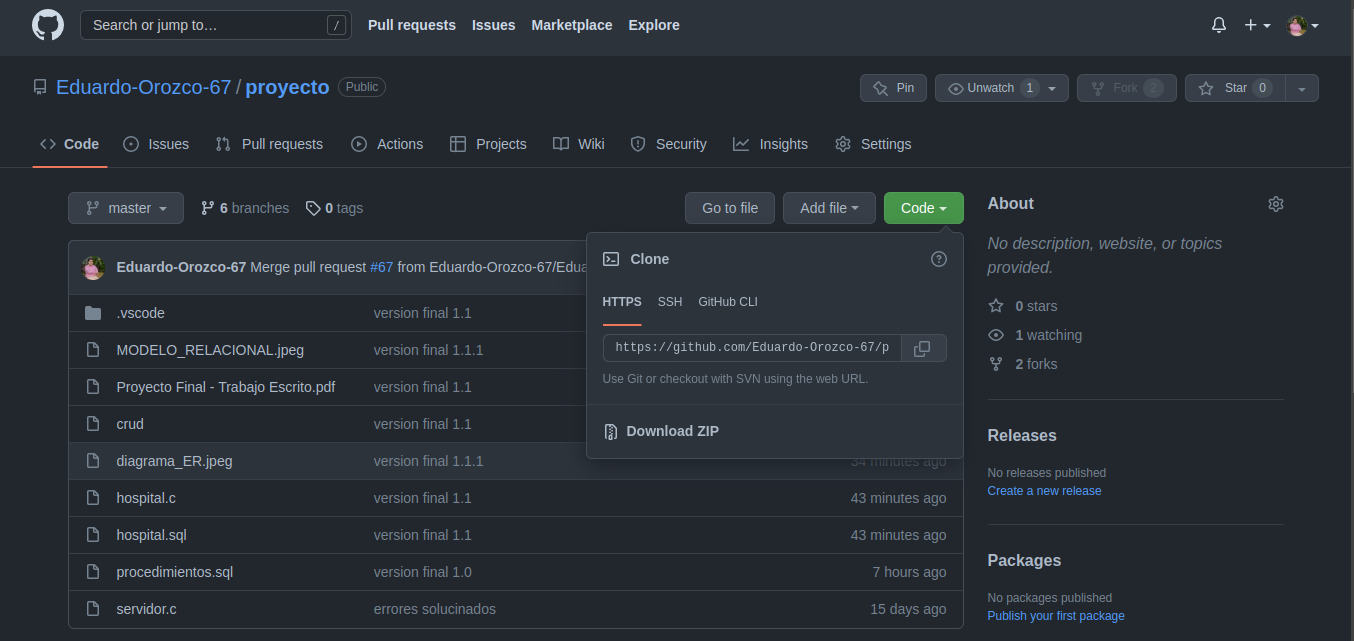 Search or jump to… /
Pull requests Issues Marketplace Explore
Eduardo-Orozco-67 / proyecto Public
Pin Unwatch 1 Fork 2 Star 0
Code Issues Pull requests Actions Projects Wiki Security Insights Settings
master 6 branches 0 tags Go to file Add file Code
Eduardo-Orozco-67 Merge pull request #67 from Eduardo-Orozco-67/Edua
.vscode version final 1.1
MODELO_RELACIONAL.jpeg version final 1.1.1
Proyecto Final - Trabajo Escrito.pdf version final 1.1
crud version final 1.1
diagrama_ER.jpeg version final 1.1.1 34 minutes ago
hospital.c version final 1.1 43 minutes ago
hospital.sql version final 1.1 43 minutes ago
procedimientos.sql version final 1.0 7 hours ago
servidor.c errores solucinados 15 days ago
Clone
HTTPS SSH GitHub CLI
https://github.com/Eduardo-Orozco-67/p
Use Git or checkout with SVN using the web URL.
Download ZIP
About
No description, website, or topics
provided.
0 stars
1 watching
2 forks
Releases
No releases published
Create a new release
Packages
No packages published
Publish your first package